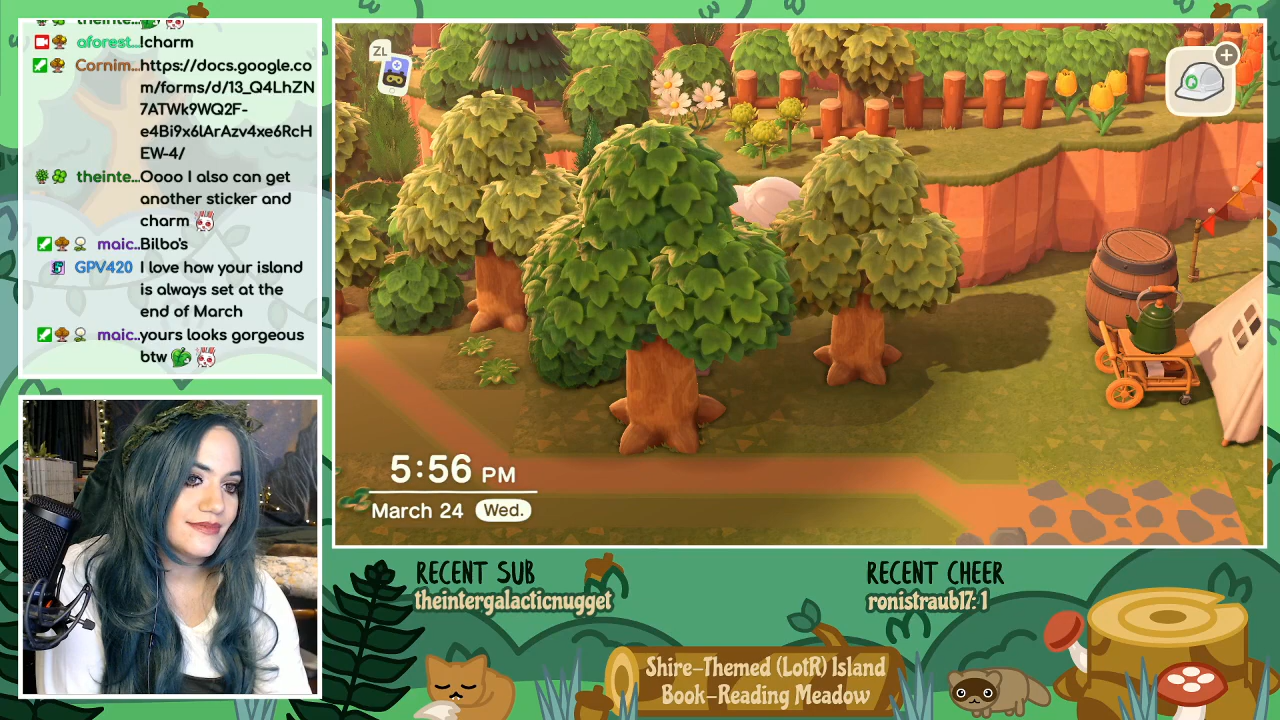 theinte...
aforest...!charm
Cornim...https://docs.google.co
m/forms/d/13_Q4LhZN
7ATWk9WQ2F-
e4Bi9x6lArAzv4xe6RcH
EW-4/
theinte...Oooo I also can get
another sticker and
charm
maic..Bilbo's
GPV420 I love how your island
is always set at the
end of March
maic..yours looks gorgeous
btw
ZL
5:56 PM
March 24 Wed.
RECENT SUB
theintergalacticnugget
RECENT CHEER
ronistraub17: 1
Shire-Themed (LotR) Island
Book-Reading Meadow